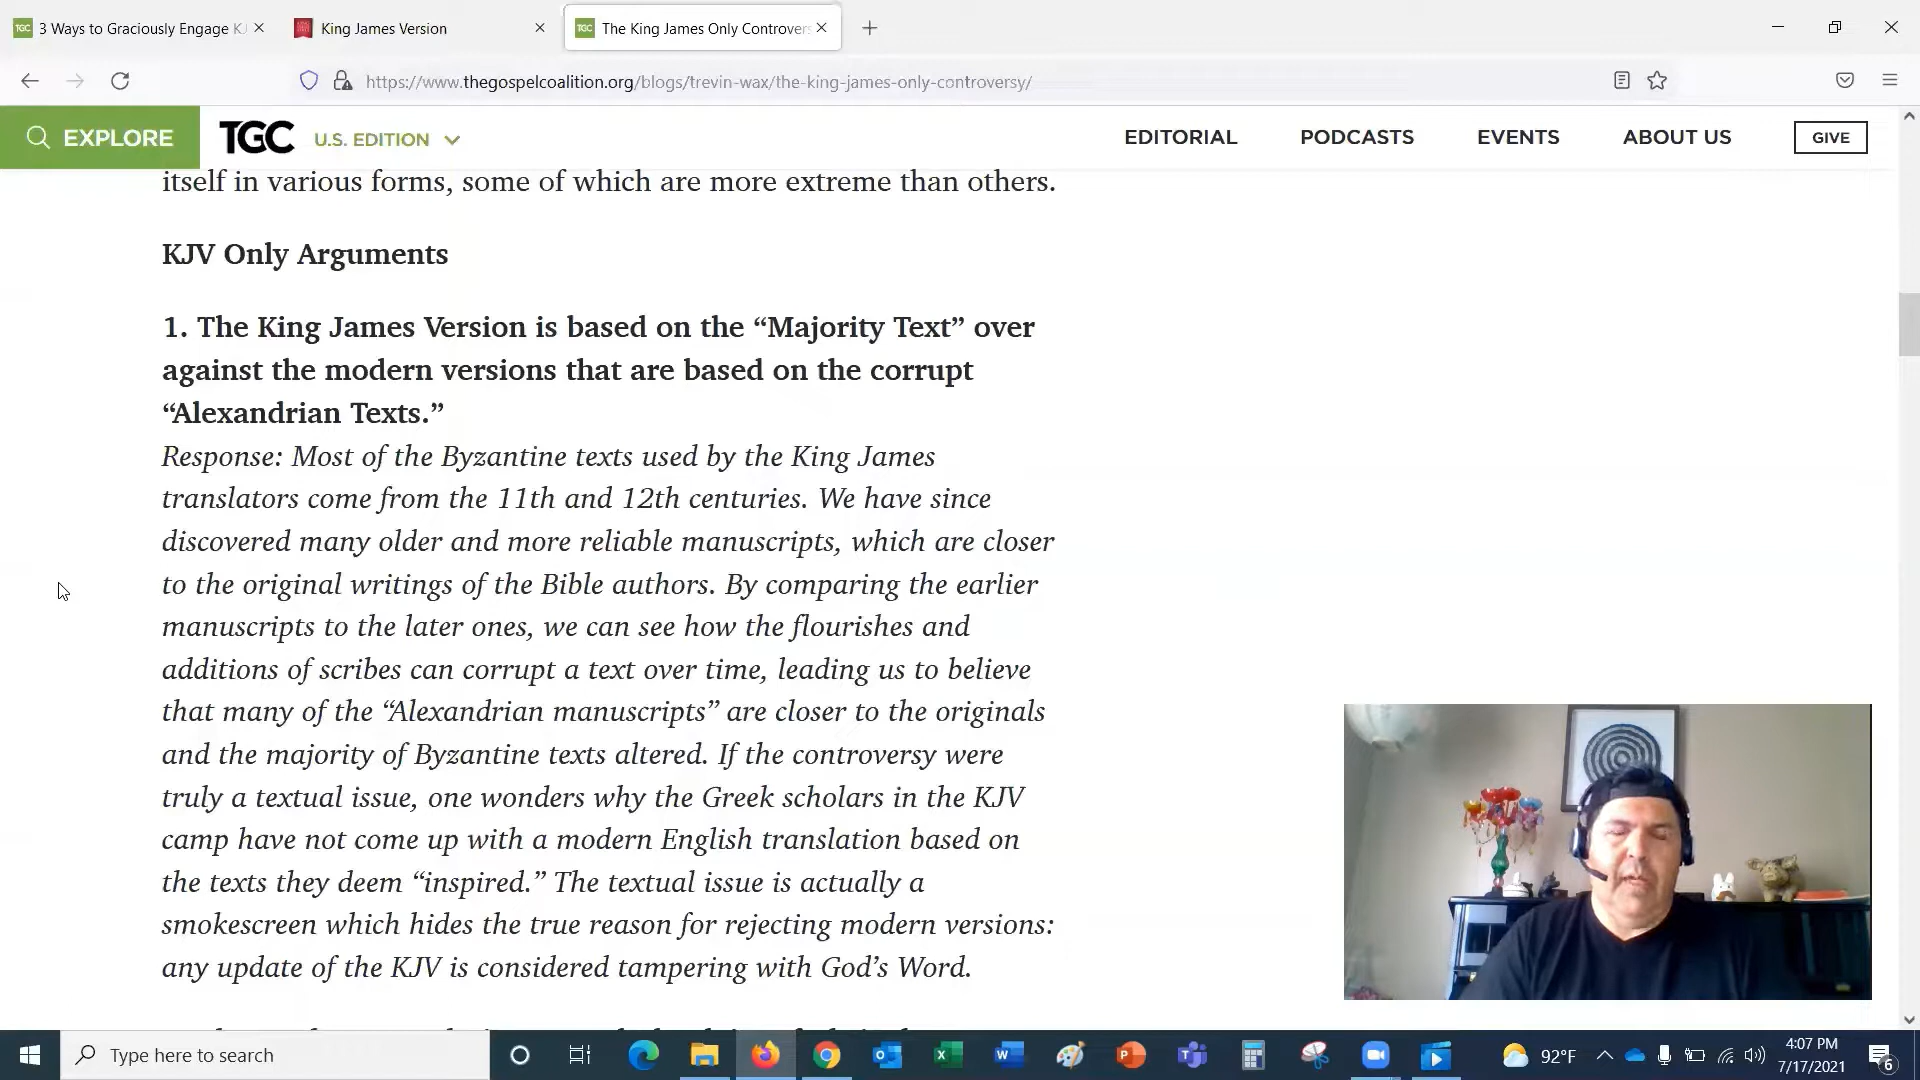 3 Ways to Graciously Engage KJ
King James Version
The King James Only Controver
https://www.thegospelcoalition.org/blogs/trevin-wax/the-king-james-only-controversy/
EXPLORE
TGC
U.S. EDITION
EDITORIAL
PODCASTS
EVENTS
ABOUT US
GIVE
itself in various forms, some of which are more extreme than others.
KJV Only Arguments
1. The King James Version is based on the “Majority Text” over
against the modern versions that are based on the corrupt
“Alexandrian Texts.”
Response: Most of the Byzantine texts used by the King James
translators come from the 11th and 12th centuries. We have since
discovered many older and more reliable manuscripts, which are closer
to the original writings of the Bible authors. By comparing the earlier
manuscripts to the later ones, we can see how the flourishes and
additions of scribes can corrupt a text over time, leading us to believe
that many of the “Alexandrian manuscripts” are closer to the originals
and the majority of Byzantine texts altered. If the controversy were
truly a textual issue, one wonders why the Greek scholars in the KJV
camp have not come up with a modern English translation based on
the texts they deem “inspired.” The textual issue is actually a
smokescreen which hides the true reason for rejecting modern versions:
any update of the KJV is considered tampering with God’s Word.
Type here to search
92°F
4:07 PM
7/17/2021
6